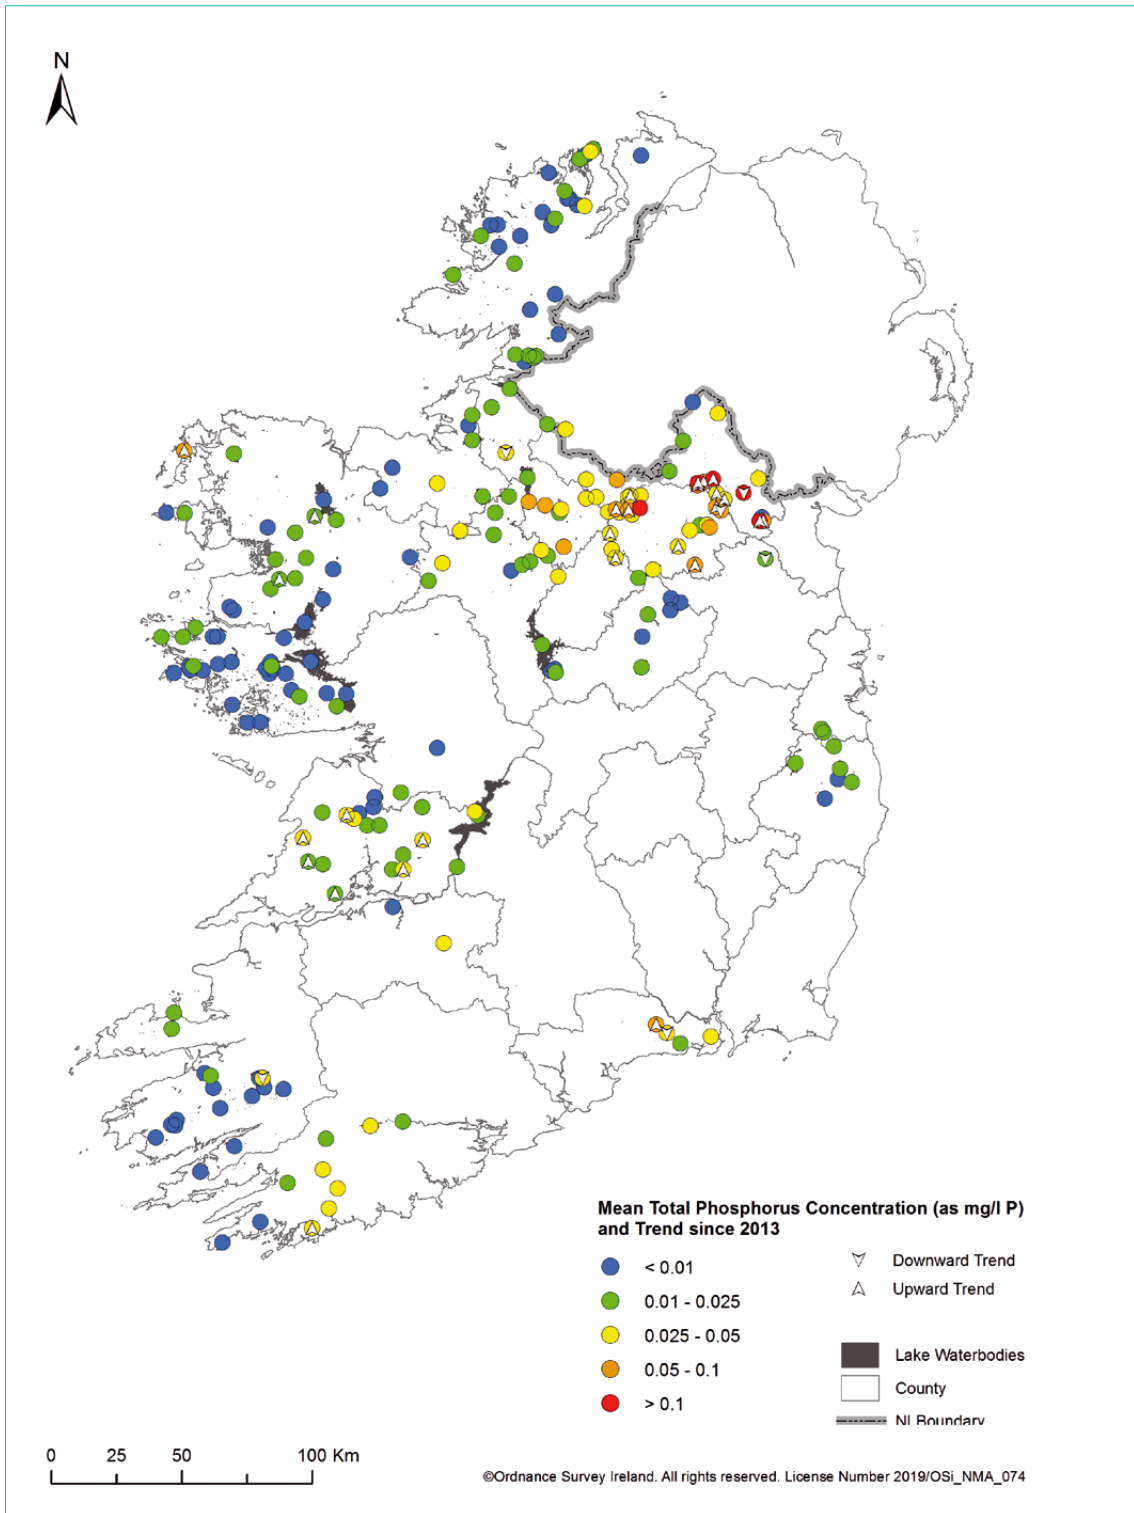 N
Mean Total Phosphorus Concentration (as mg/l P)
and Trend since 2013
< 0.01
0.01 - 0.025
0.025 - 0.05
0.05 - 0.1
> 0.1
Downward Trend
Upward Trend
Lake Waterbodies
County
NI Boundary
0 25 50 100 Km
©Ordnance Survey Ireland. All rights reserved. License Number 2019/OSi_NMA_074